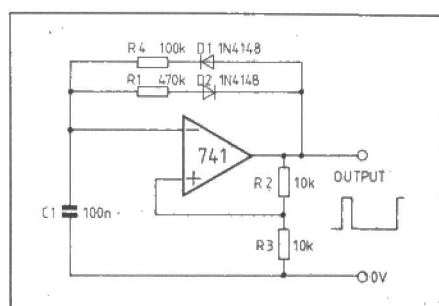 R4 100k D1 1N4148
R1 470k D2 1N4148
−
741
+
R2 10k
OUTPUT
C1 100n
R3 10k
0V